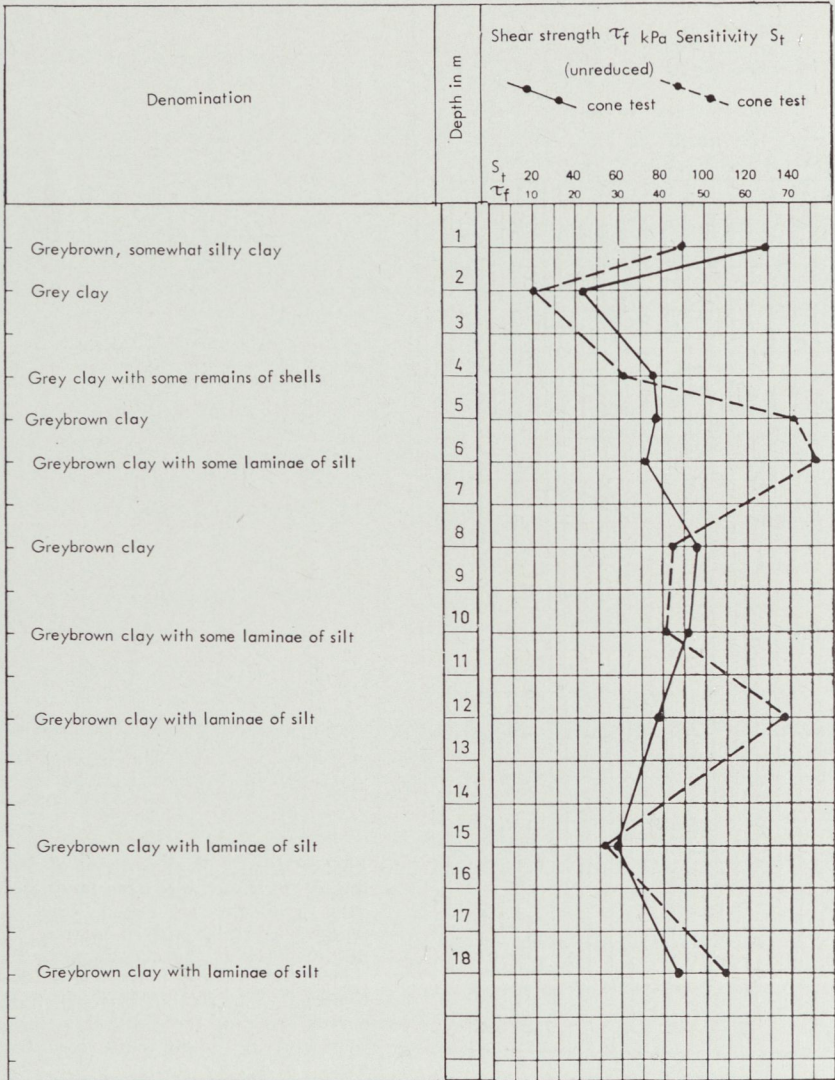 Shear strength τf kPa Sensitivity St
(unreduced)
cone test
cone test
Denomination
Depth in m
St 20 40 60 80 100 120 140
τf 10 20 30 40 50 60 70
1
Greybrown, somewhat silty clay
2
Grey clay
3
4
Grey clay with some remains of shells
5
Greybrown clay
6
Greybrown clay with some laminae of silt
7
8
Greybrown clay
9
10
Greybrown clay with some laminae of silt
11
12
Greybrown clay with laminae of silt
13
14
15
Greybrown clay with laminae of silt
16
17
18
Greybrown clay with laminae of silt